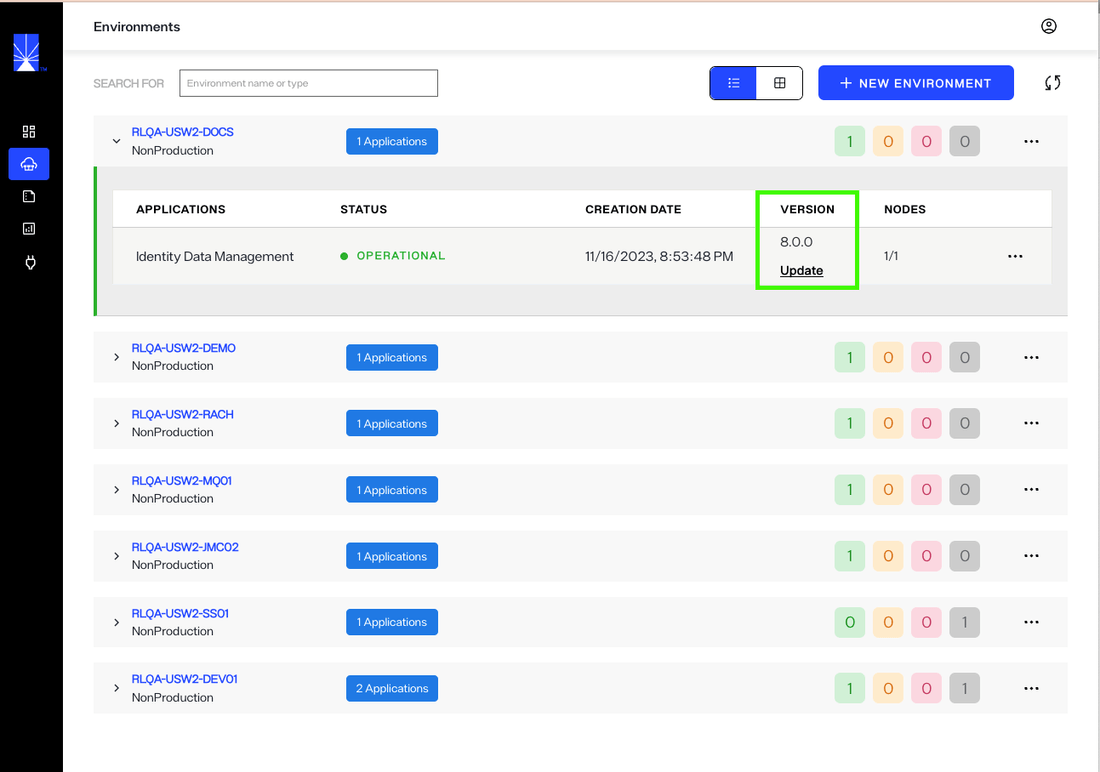 Environments
SEARCH FOR
Environment name or type
+ NEW ENVIRONMENT
RLQA-USW2-DOCS
NonProduction
1 Applications
1 0 0 0
APPLICATIONS STATUS CREATION DATE VERSION NODES
Identity Data Management OPERATIONAL 11/16/2023, 8:53:48 PM 8.0.0 1/1
Update
RLQA-USW2-DEMO
NonProduction
1 Applications
1 0 0 0
RLQA-USW2-RACH
NonProduction
1 Applications
1 0 0 0
RLQA-USW2-MQ01
NonProduction
1 Applications
1 0 0 0
RLQA-USW2-JMC02
NonProduction
1 Applications
1 0 0 0
RLQA-USW2-SS01
NonProduction
1 Applications
0 0 0 1
RLQA-USW2-DEV01
NonProduction
2 Applications
1 0 0 1